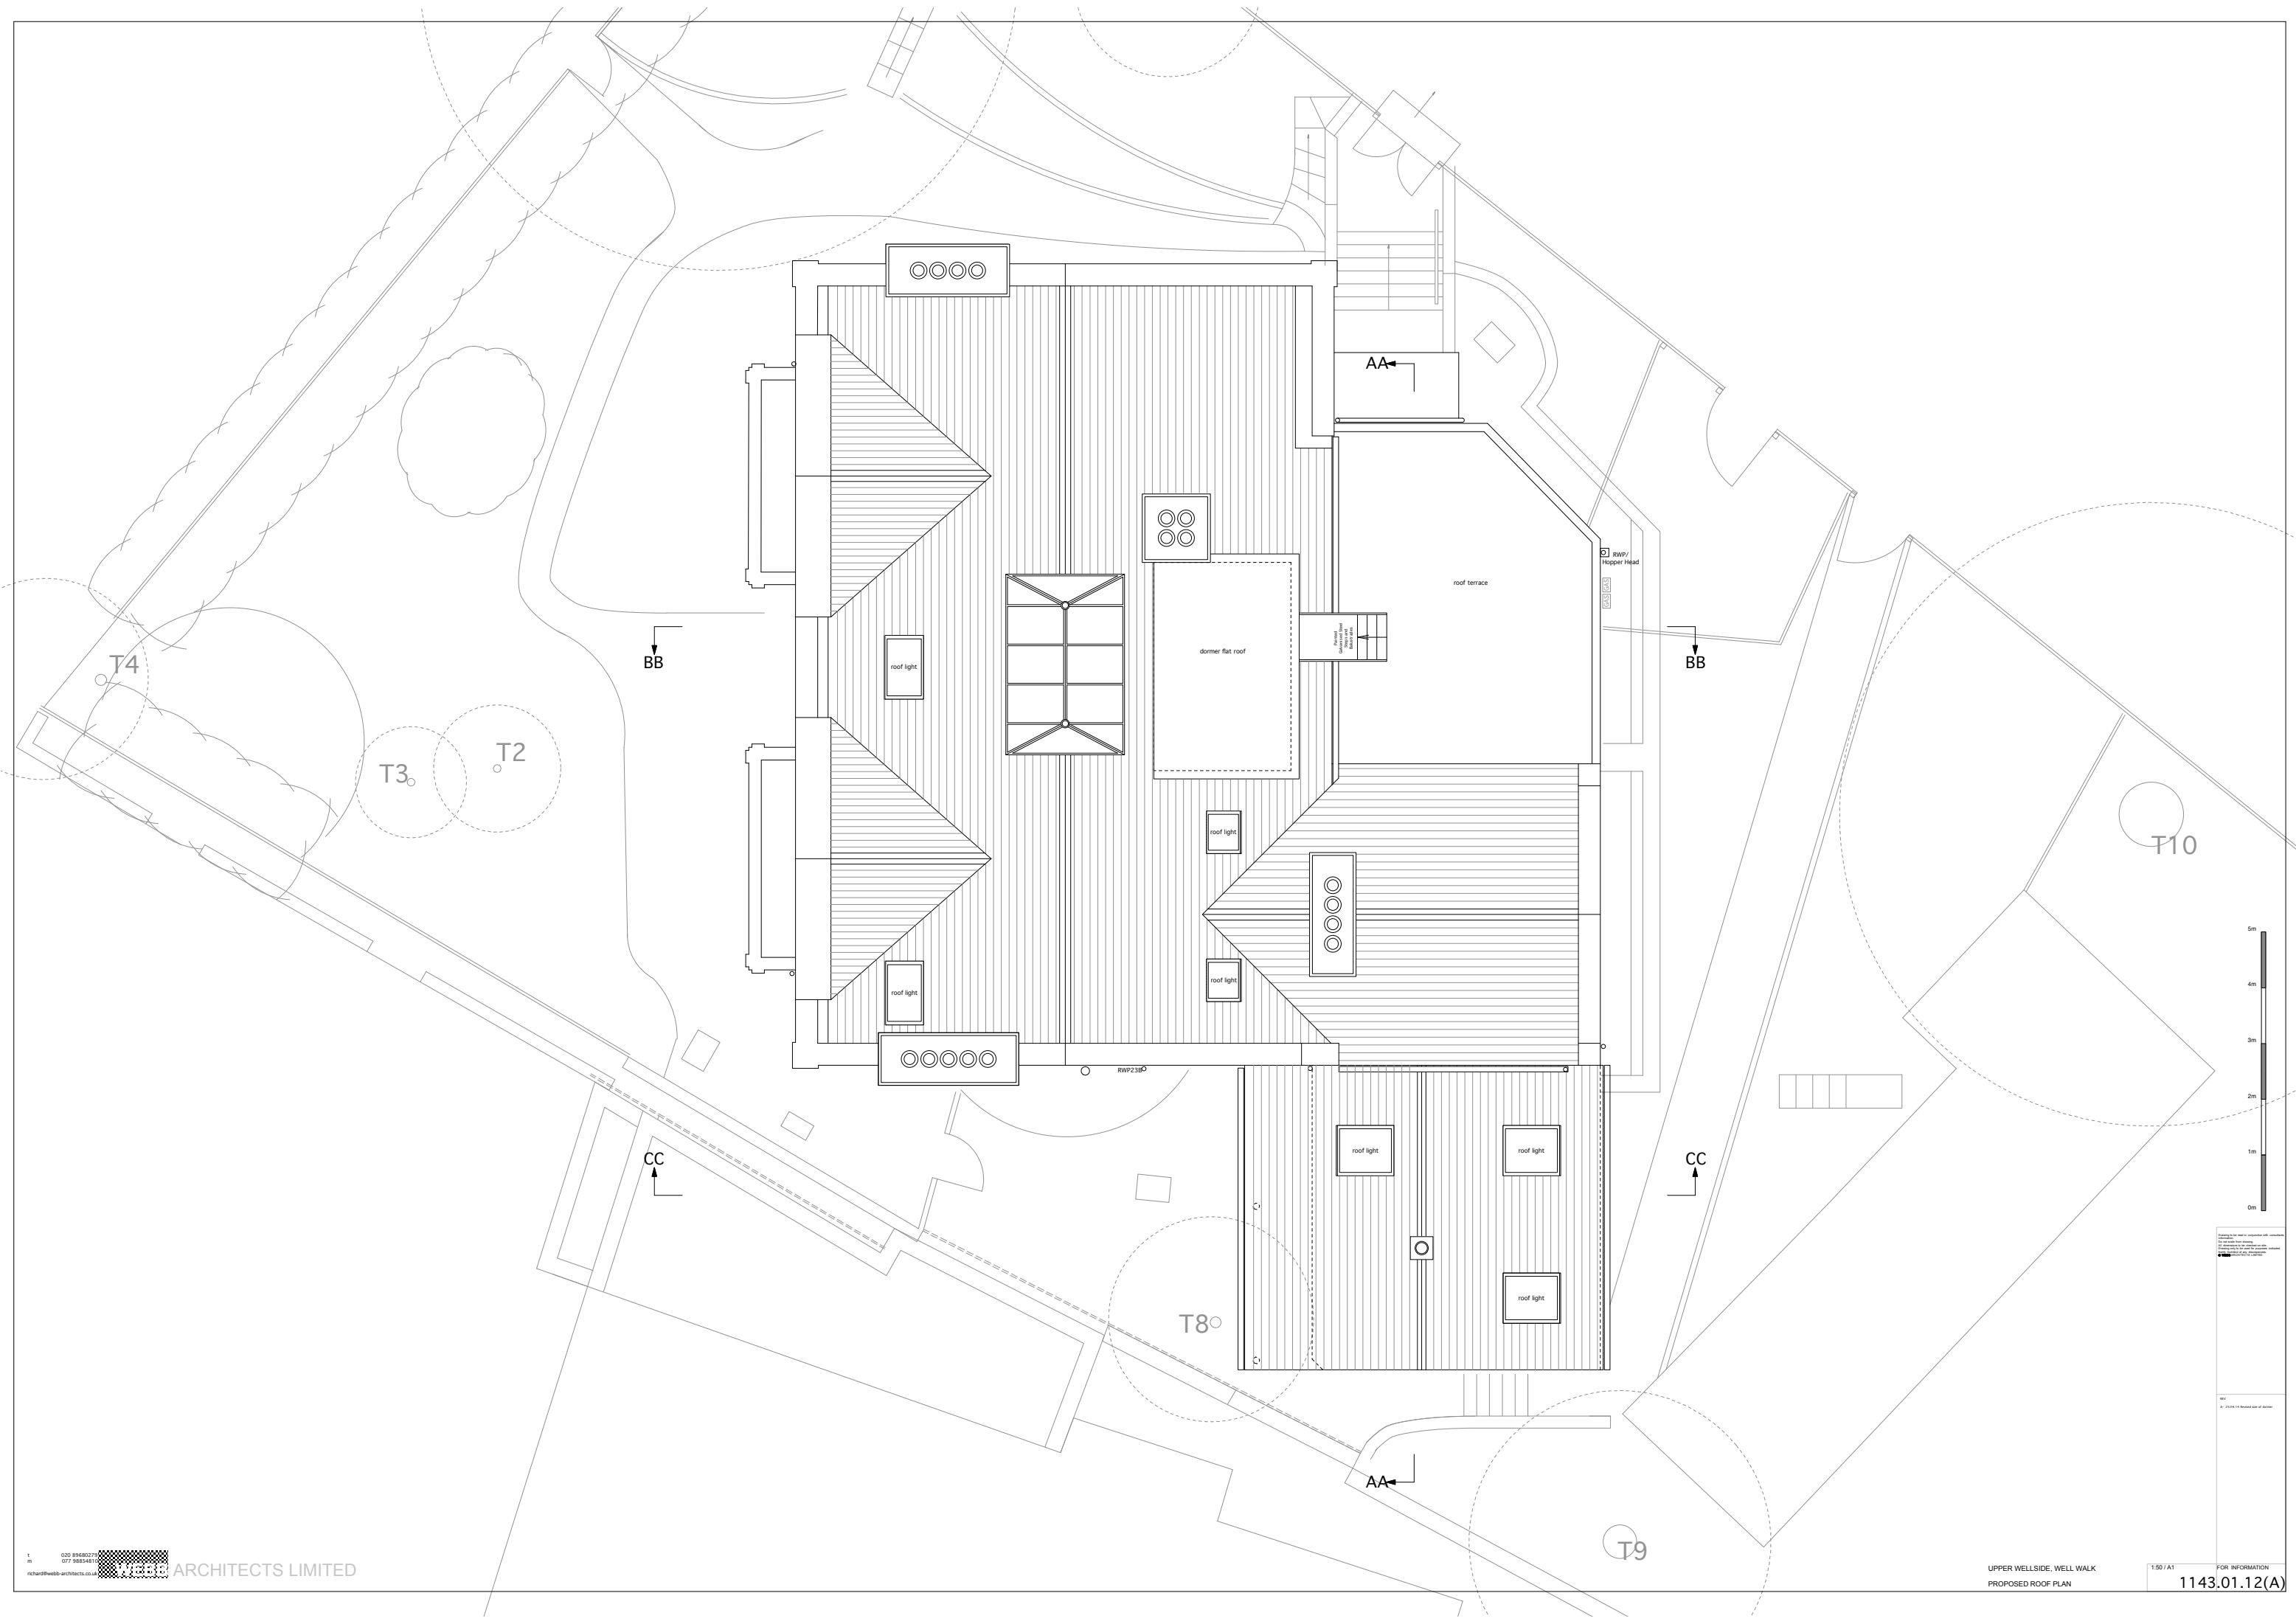 AA
RWP/
Hopper Head
GAS
GAS
roof terrace
dormer flat roof
roof light
BB
BB
T4
T2
T3
T10
roof light
roof light
roof light
RWP23B
5m
4m
3m
2m
1m
0m
CC
CC
roof light
roof light
roof light
T8
AA
T9
t 020 89680279
m 077 98854810
richard@webb-architects.co.uk
WEBB ARCHITECTS LIMITED
UPPER WELLSIDE, WELL WALK
PROPOSED ROOF PLAN
1:50 / A1
FOR INFORMATION
1143.01.12(A)